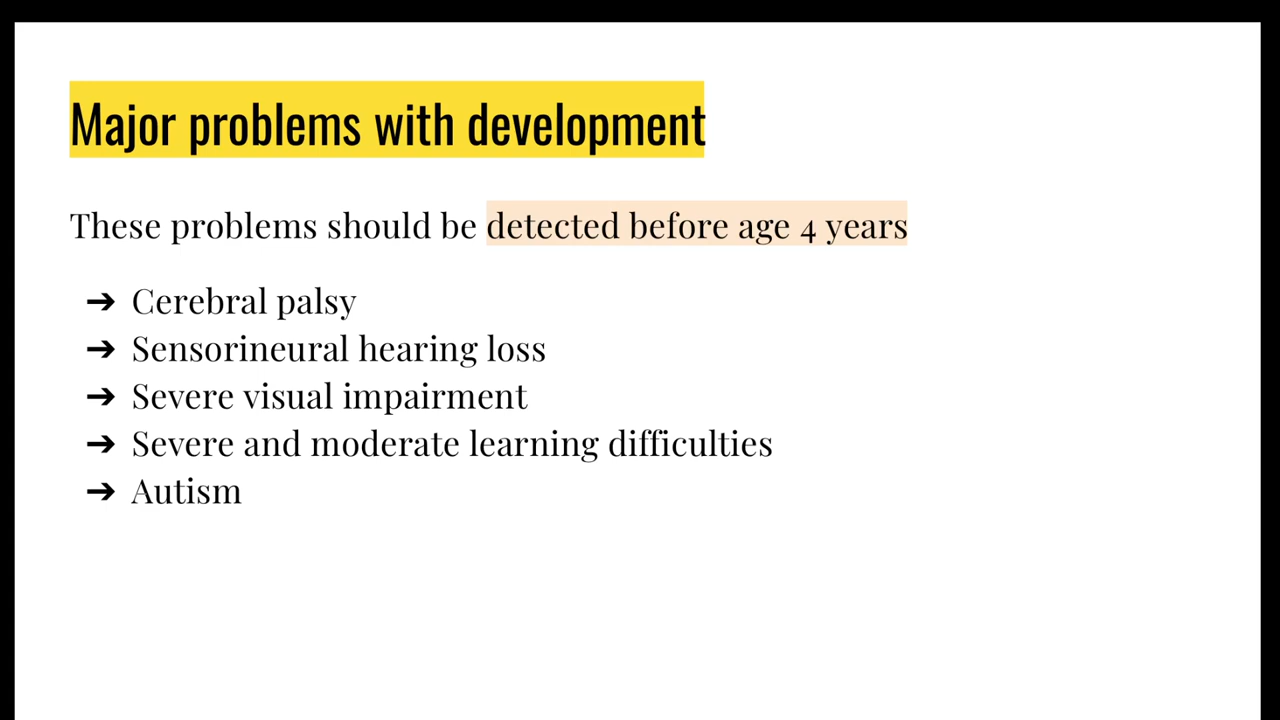 Major problems with development
These problems should be detected before age 4 years
➔ Cerebral palsy
➔ Sensorineural hearing loss
➔ Severe visual impairment
➔ Severe and moderate learning difficulties
➔ Autism